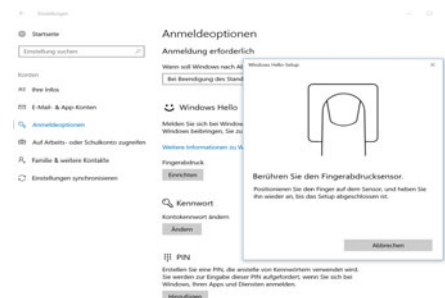 Einstellungen
Startseite
Einstellung suchen
Konten
Ihre Infos
E-Mail- & App-Konten
Anmeldeoptionen
Auf Arbeits- oder Schulkonto zugreifen
Familie & weitere Kontakte
Einstellungen synchronisieren
Anmeldeoptionen
Anmeldung erforderlich
Wann soll Windows nach Ab
Bei Beendigung des Stand
Windows Hello
Melden Sie sich bei Window
Windows beibringen, Sie zu
Weitere Informationen zu W
Fingerabdruck
Einrichten
Kennwort
Kontokennwort ändern
Ändern
PIN
Erstellen Sie eine PIN, die anstelle von Kennwörtern verwendet wird.
Sie werden zur Eingabe dieser PIN aufgefordert, wenn Sie sich bei
Windows, Ihren Apps und Diensten anmelden.
Hinzufügen
Windows Hello-Setup
Berühren Sie den Fingerabdrucksensor.
Positionieren Sie den Finger auf dem Sensor, und heben Sie
ihn wieder an, bis das Setup abgeschlossen ist.
Abbrechen